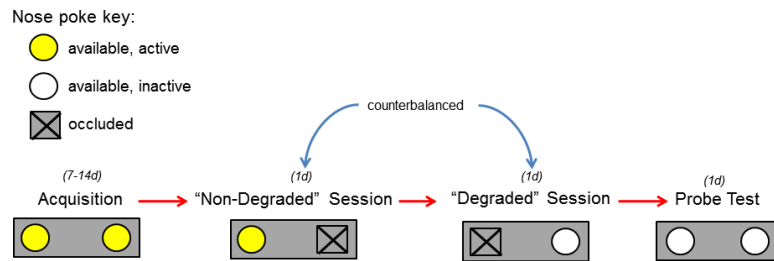 Nose poke key:
available, active
available, inactive
occluded
counterbalanced
(7-14d) (1d) (1d) (1d)
Acquisition “Non-Degraded” Session “Degraded” Session Probe Test